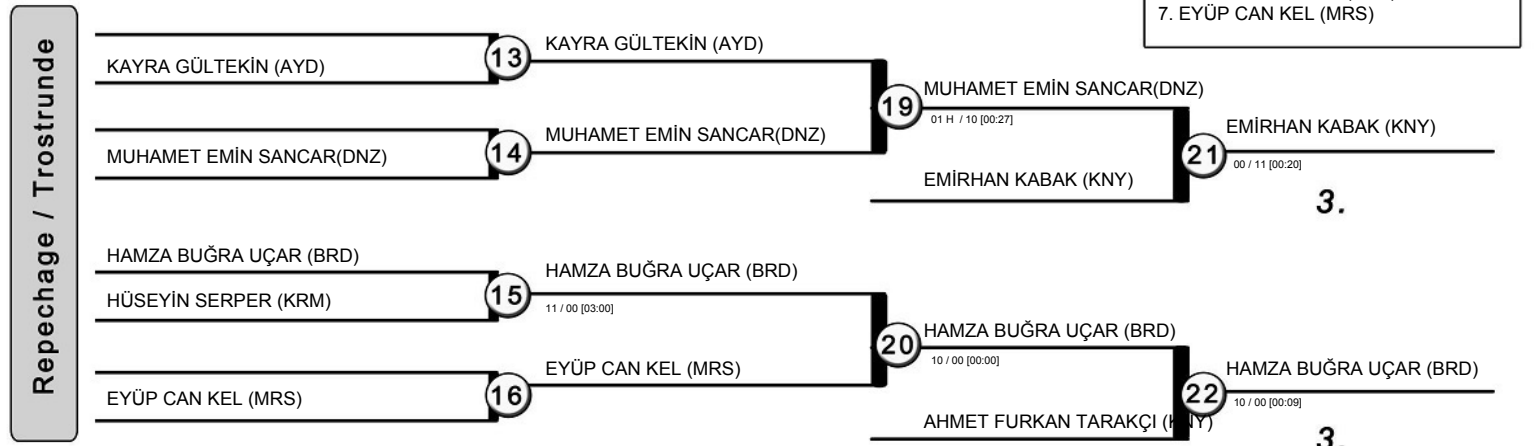 7. EYÜP CAN KEL (MRS)
Repechage / Trostrunde
KAYRA GÜLTEKİN (AYD)
13
KAYRA GÜLTEKİN (AYD)
MUHAMET EMİN SANCAR(DNZ)
14
MUHAMET EMİN SANCAR(DNZ)
19
MUHAMET EMİN SANCAR(DNZ)
01 H / 10 [00:27]
EMİRHAN KABAK (KNY)
21
EMİRHAN KABAK (KNY)
00 / 11 [00:20]
3.
HAMZA BUĞRA UÇAR (BRD)
HÜSEYİN SERPER (KRM)
15
HAMZA BUĞRA UÇAR (BRD)
11 / 00 [03:00]
EYÜP CAN KEL (MRS)
16
EYÜP CAN KEL (MRS)
20
HAMZA BUĞRA UÇAR (BRD)
10 / 00 [00:00]
AHMET FURKAN TARAKÇI (KNY)
22
HAMZA BUĞRA UÇAR (BRD)
10 / 00 [00:09]
3.